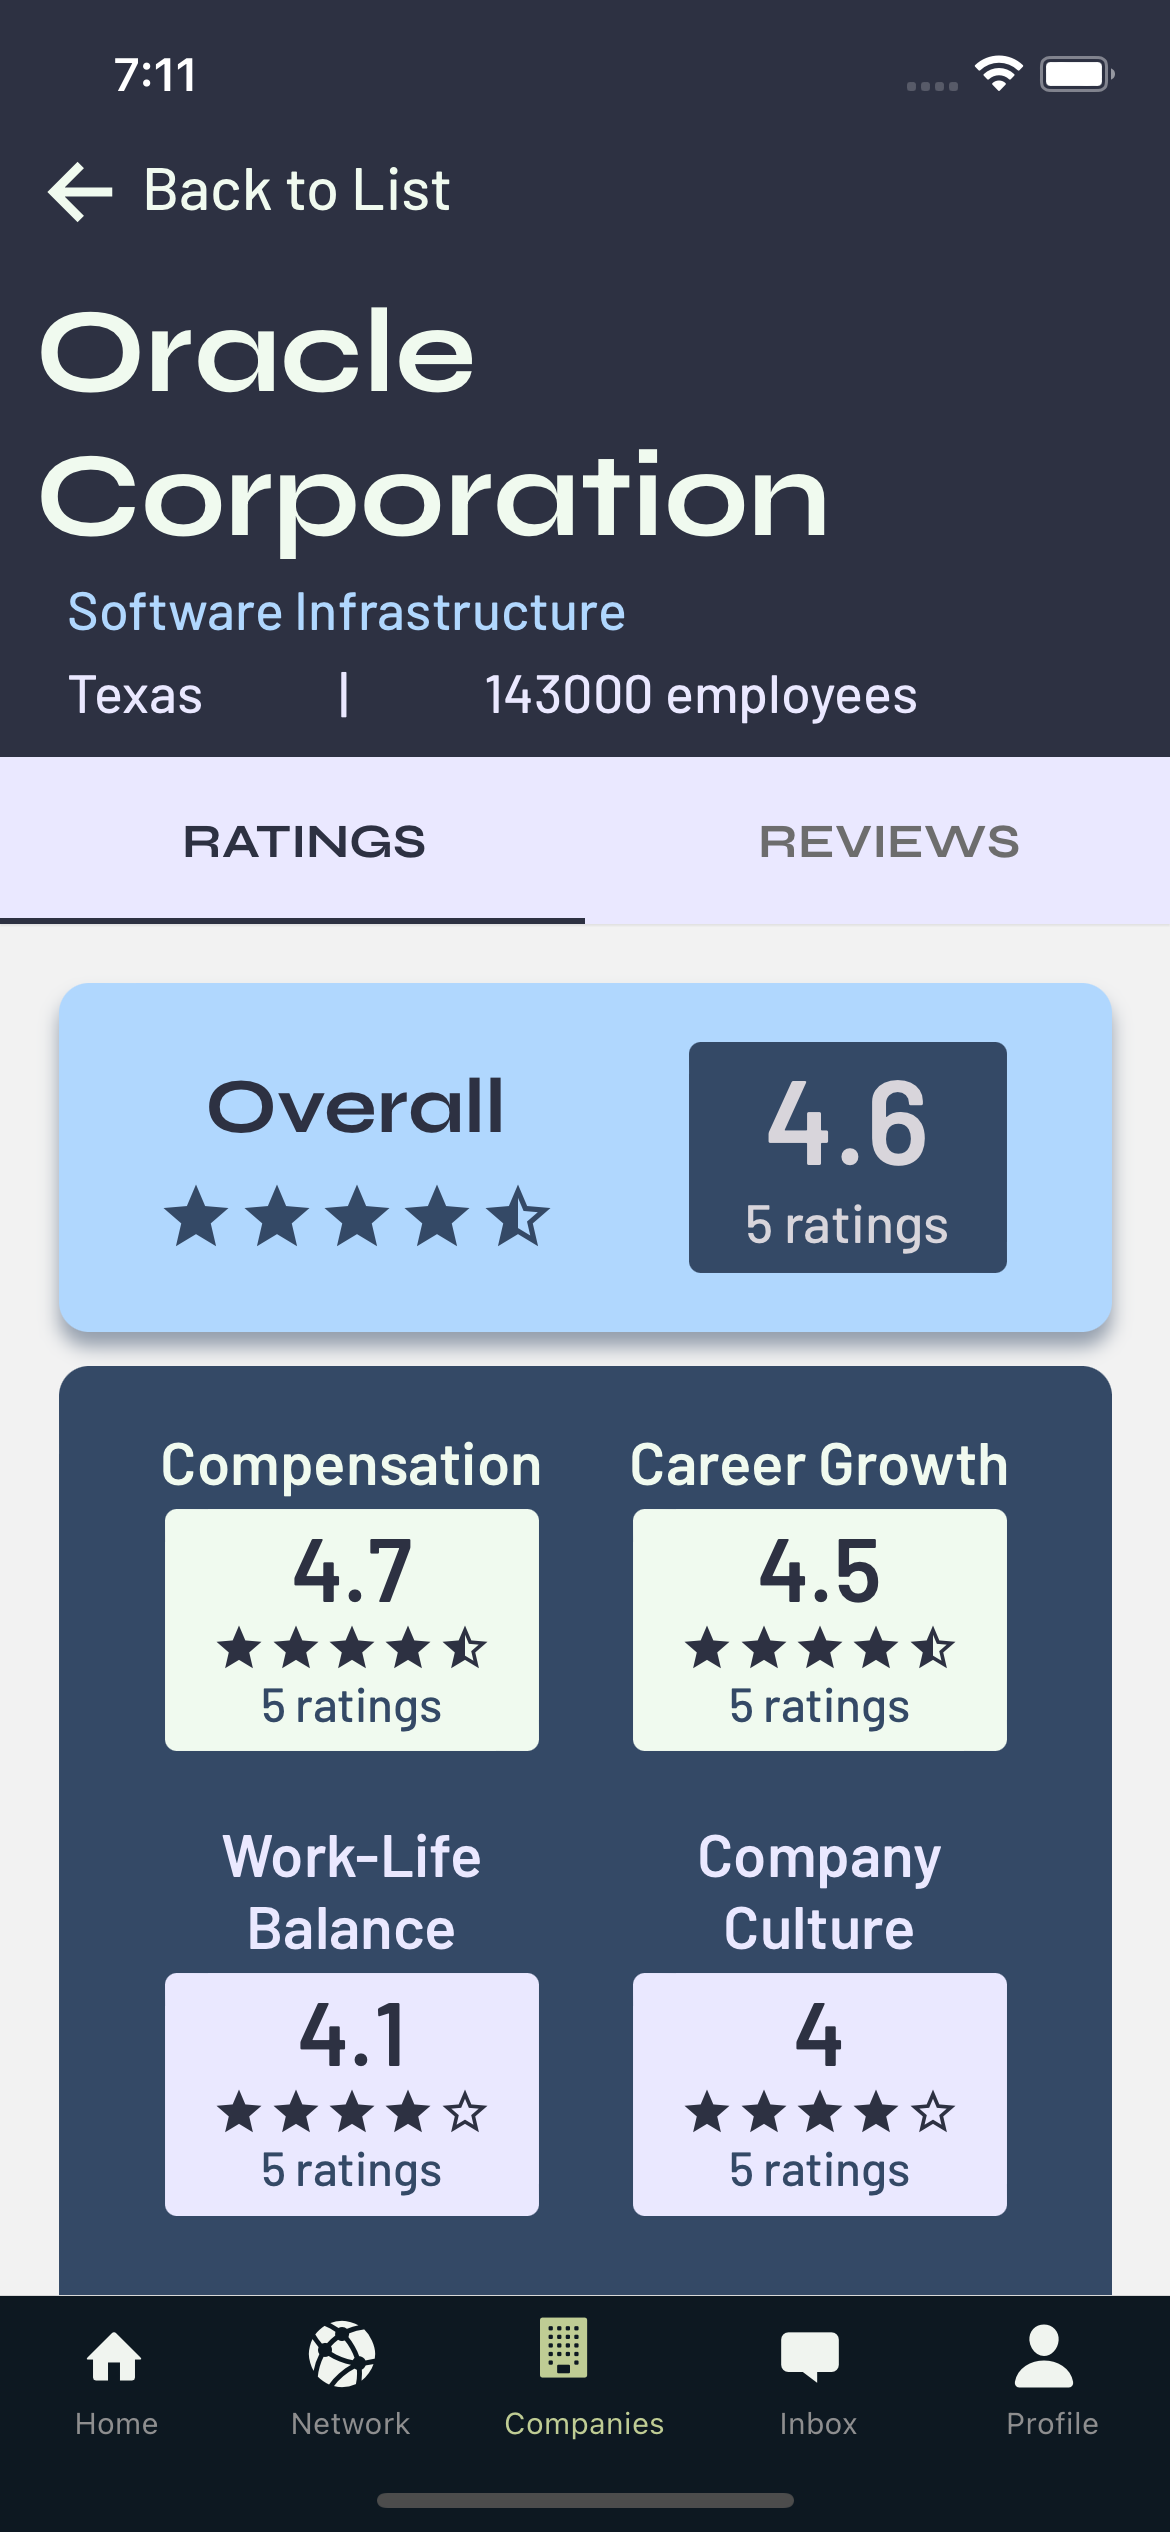 7:11
Back to List
Oracle
Corporation
Software Infrastructure
Texas | 143000 employees
RATINGS REVIEWS
Overall
4.6
5 ratings
Compensation
4.7
5 ratings
Career Growth
4.5
5 ratings
Work-Life
Balance
4.1
5 ratings
Company
Culture
4
5 ratings
Home Network Companies Inbox Profile